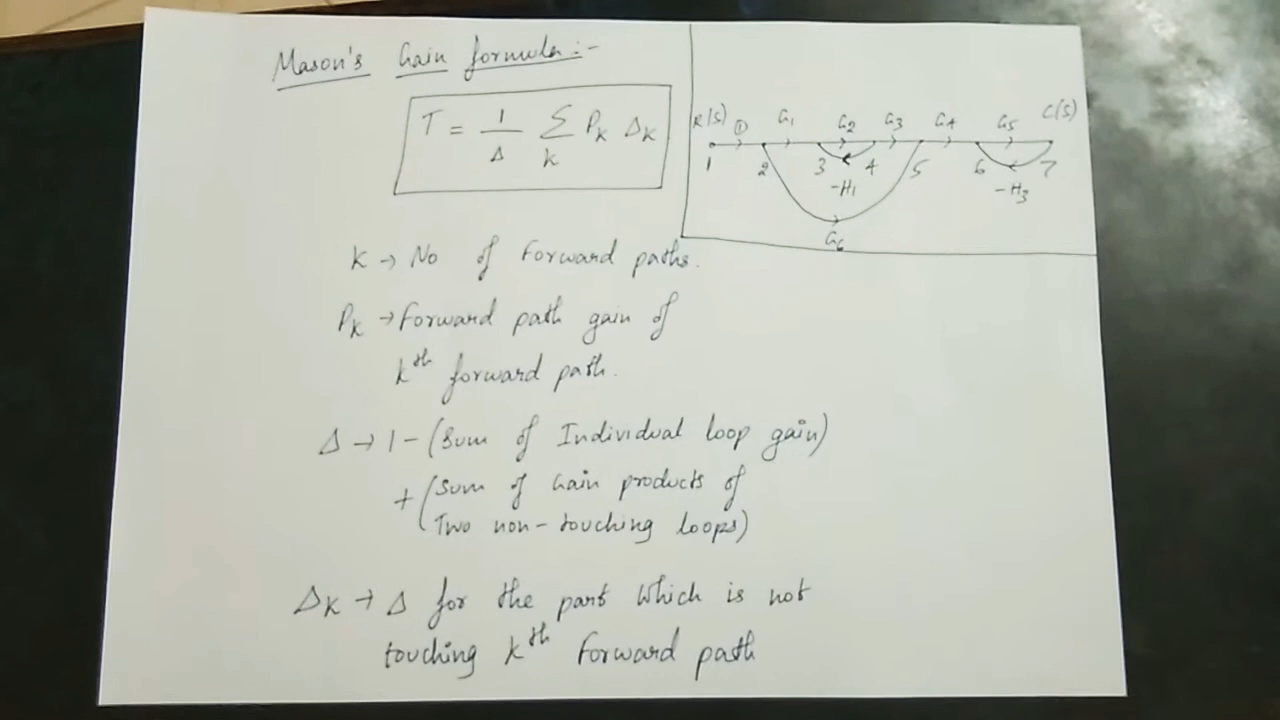 Mason's Gain formula :-
T = 1/Δ Σ_k P_k Δ_k
R(s) ① G1 G2 G3 G4 G5 C(s)
1 2 3 4 5 6 7
-H1 -H3
G6
K → No of Forward paths.
P_K → Forward path gain of
K^th forward path.
Δ → 1 - (Sum of Individual loop gain)
+ (Sum of Gain products of
Two non-touching loops)
Δ_K → Δ for the part which is not
touching K^th forward path